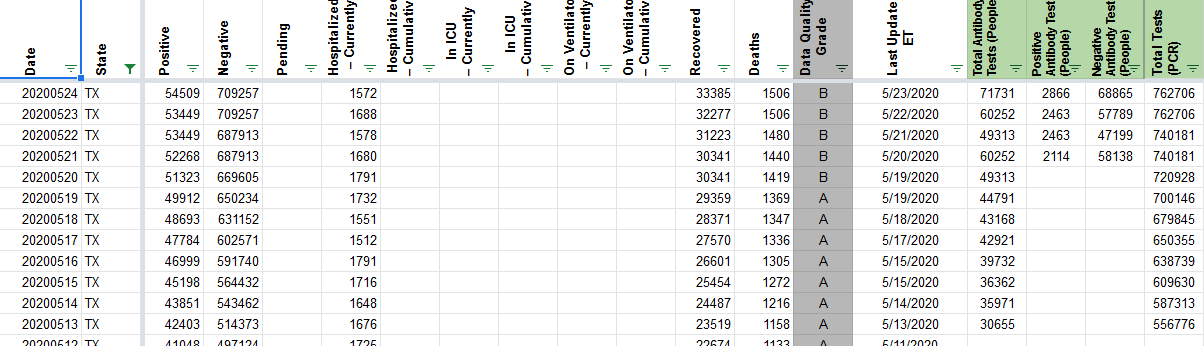 Date State Positive Negative Pending Hospitalized – Currently Hospitalized – Cumulativ In ICU – Currently In ICU – Cumulativ On Ventilato – Currently On Ventilato – Cumulativ Recovered Deaths Data Quality Grade Last Update ET Total Antibody Tests (People Positive Antibody Test (People) Negative Antibody Test (People) Total Tests (PCR)
20200524 TX 54509 709257 1572 33385 1506 B 5/23/2020 71731 2866 68865 762706
20200523 TX 53449 709257 1688 32277 1506 B 5/22/2020 60252 2463 57789 762706
20200522 TX 53449 687913 1578 31223 1480 B 5/21/2020 49313 2463 47199 740181
20200521 TX 52268 687913 1680 30341 1440 B 5/20/2020 60252 2114 58138 740181
20200520 TX 51323 669605 1791 30341 1419 B 5/19/2020 49313 720928
20200519 TX 49912 650234 1732 29359 1369 A 5/19/2020 44791 700146
20200518 TX 48693 631152 1551 28371 1347 A 5/18/2020 43168 679845
20200517 TX 47784 602571 1512 27570 1336 A 5/17/2020 42921 650355
20200516 TX 46999 591740 1791 26601 1305 A 5/15/2020 39732 638739
20200515 TX 45198 564432 1716 25454 1272 A 5/15/2020 36362 609630
20200514 TX 43851 543462 1648 24487 1216 A 5/14/2020 35971 587313
20200513 TX 42403 514373 1676 23519 1158 A 5/13/2020 30655 556776
20200512 TX 41048 497124 1725 22674 1133 A 5/11/2020